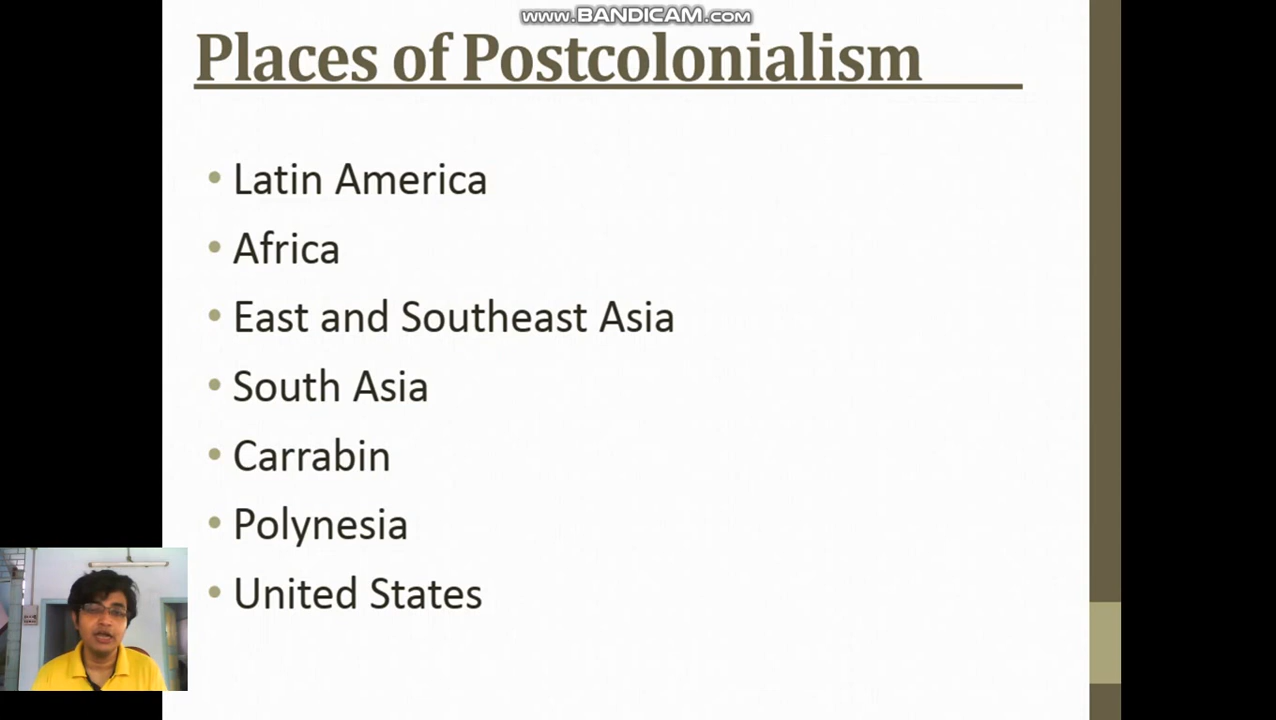 www.BANDICAM.com
Places of Postcolonialism
• Latin America
• Africa
• East and Southeast Asia
• South Asia
• Carrabin
• Polynesia
• United States